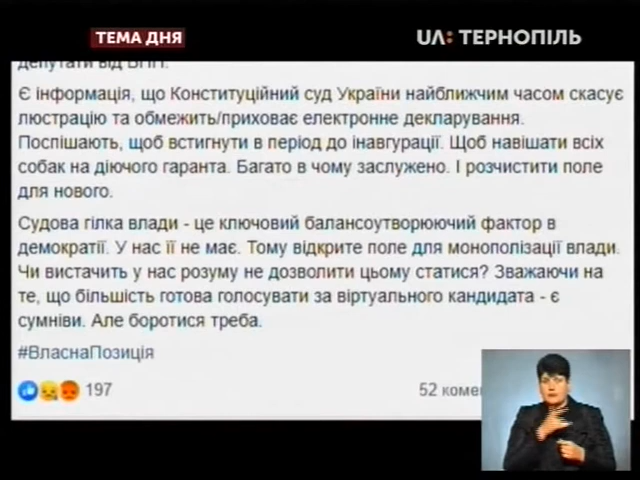 ТЕМА ДНЯ
UA: ТЕРНОПІЛЬ
депутати від БПП.
Є інформація, що Конституційний суд України найближчим часом скасує
люстрацію та обмежить/приховає електронне декларування.
Поспішають, щоб встигнути в період до інавгурації. Щоб навішати всіх
собак на діючого гаранта. Багато в чому заслужено. І розчистити поле
для нового.
Судова гілка влади - це ключовий балансоутворюючий фактор в
демократії. У нас її не має. Тому відкрите поле для монополізації влади.
Чи вистачить у нас розуму не дозволити цьому статися? Зважаючи на
те, що більшість готова голосувати за віртуального кандидата - є
сумніви. Але боротися треба.
#ВласнаПозиція
197
52 комен